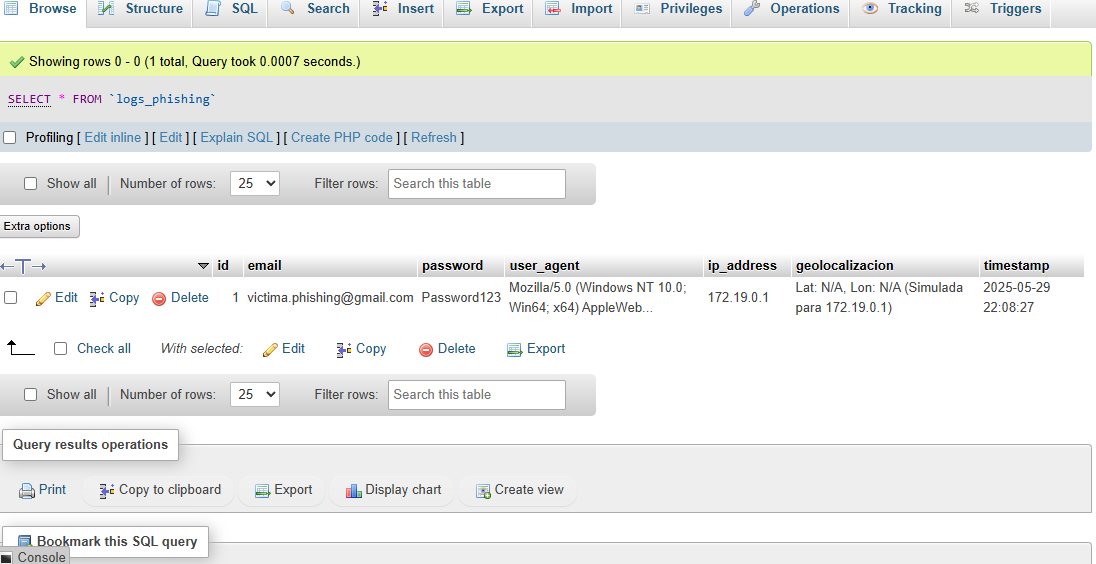 Browse Structure SQL Search Insert Export Import Privileges Operations Tracking Triggers
Showing rows 0 - 0 (1 total, Query took 0.0007 seconds.)
SELECT * FROM `logs_phishing`
Profiling [ Edit inline ] [ Edit ] [ Explain SQL ] [ Create PHP code ] [ Refresh ]
Show all Number of rows: 25 Filter rows: Search this table
Extra options
id email password user_agent ip_address geolocalizacion timestamp
Edit Copy Delete 1 victima.phishing@gmail.com Password123 Mozilla/5.0 (Windows NT 10.0; 172.19.0.1 Lat: N/A, Lon: N/A (Simulada 2025-05-29
Win64; x64) AppleWeb... para 172.19.0.1) 22:08:27
Check all With selected: Edit Copy Delete Export
Show all Number of rows: 25 Filter rows: Search this table
Query results operations
Print Copy to clipboard Export Display chart Create view
Bookmark this SQL query
Console